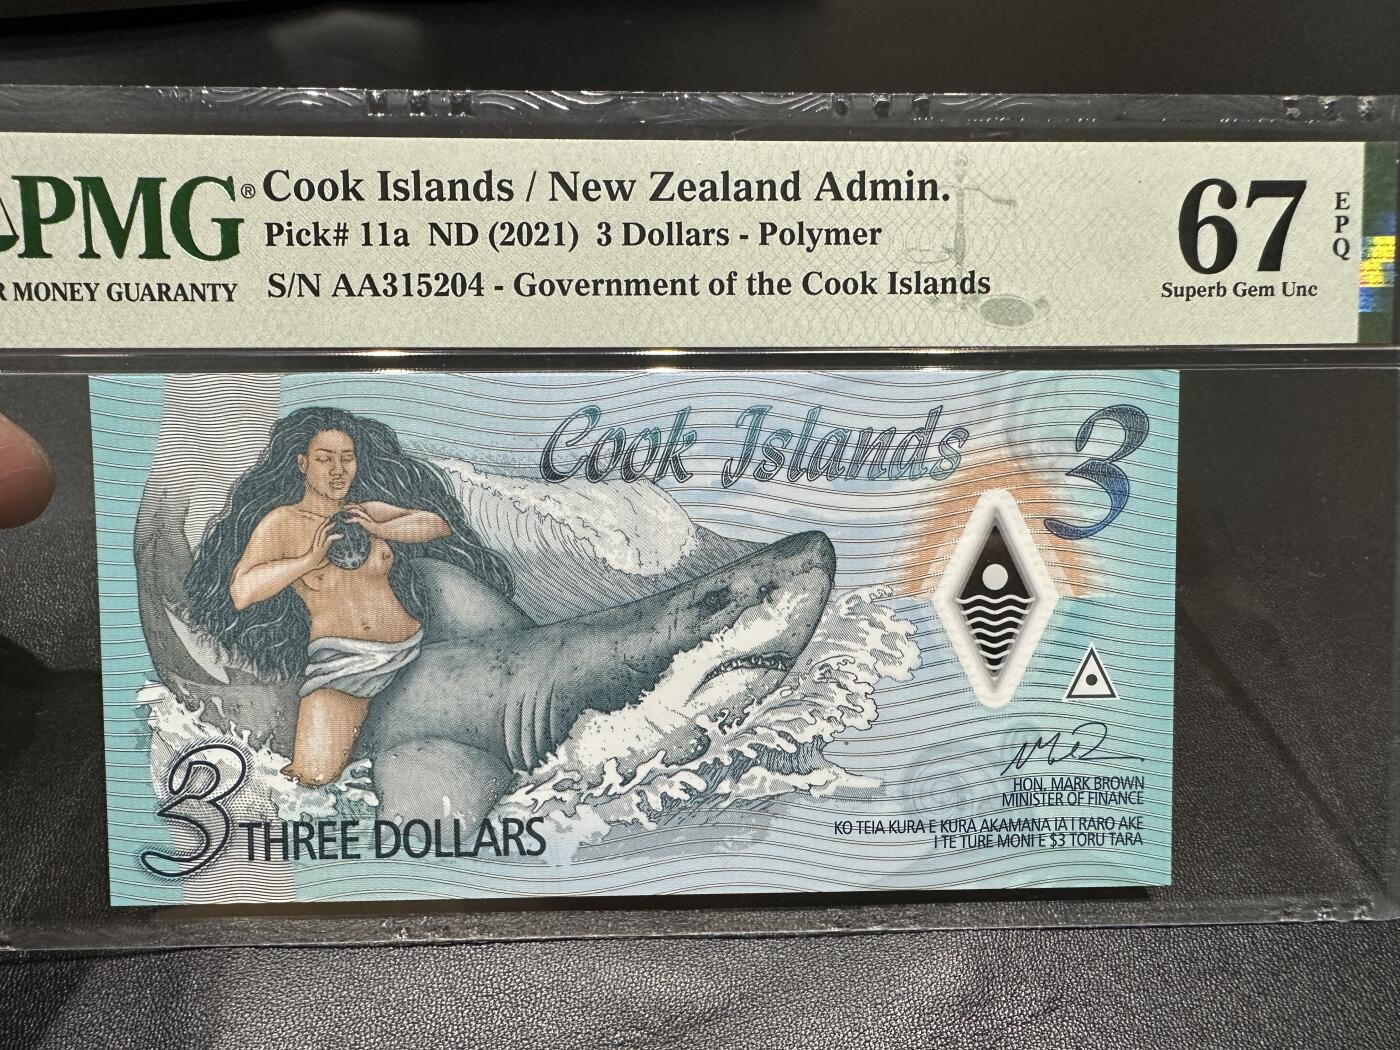 PMG®
MONEY GUARANTY
Cook Islands / New Zealand Admin.
Pick# 11a ND (2021) 3 Dollars - Polymer
S/N AA315204 - Government of the Cook Islands
67
EPQ
Superb Gem Unc
Cook Islands
3
HON. MARK BROWN
MINISTER OF FINANCE
KO TEIA KURA E KURA AKAMANA IA I RARO AKE
I TE TURE MONI E $3 TORU TARA
3 THREE DOLLARS